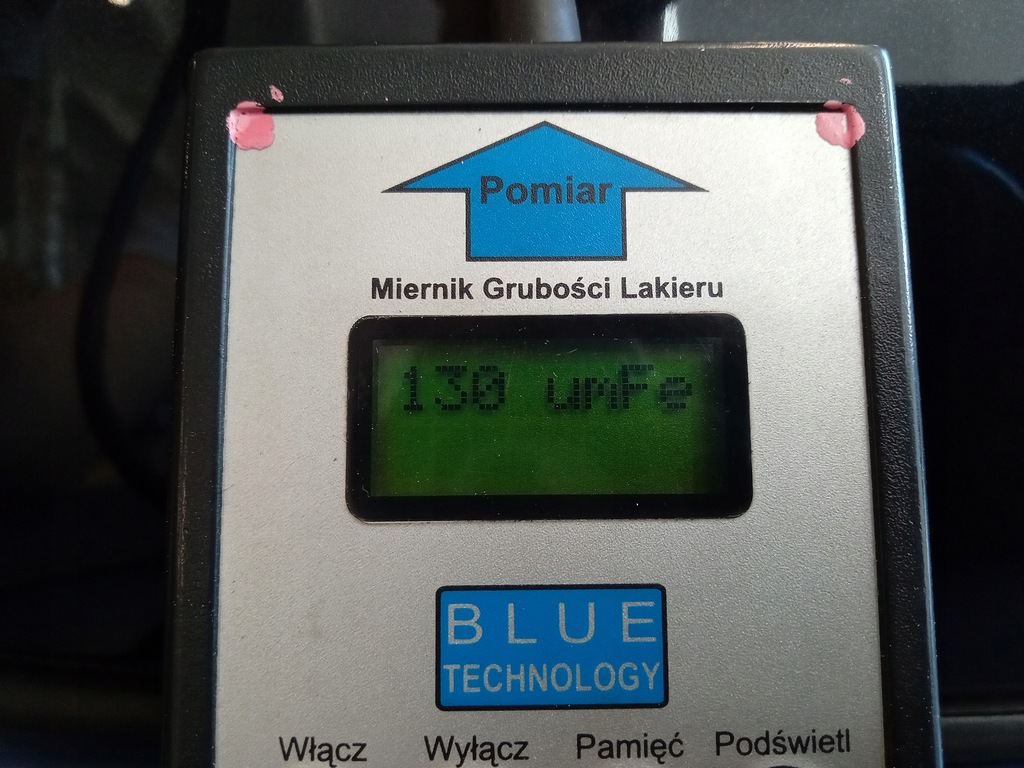 Pomiar
Miernik Grubości Lakieru
130 umFe
BLUE
TECHNOLOGY
Włącz Wyłącz Pamięć Podświetl